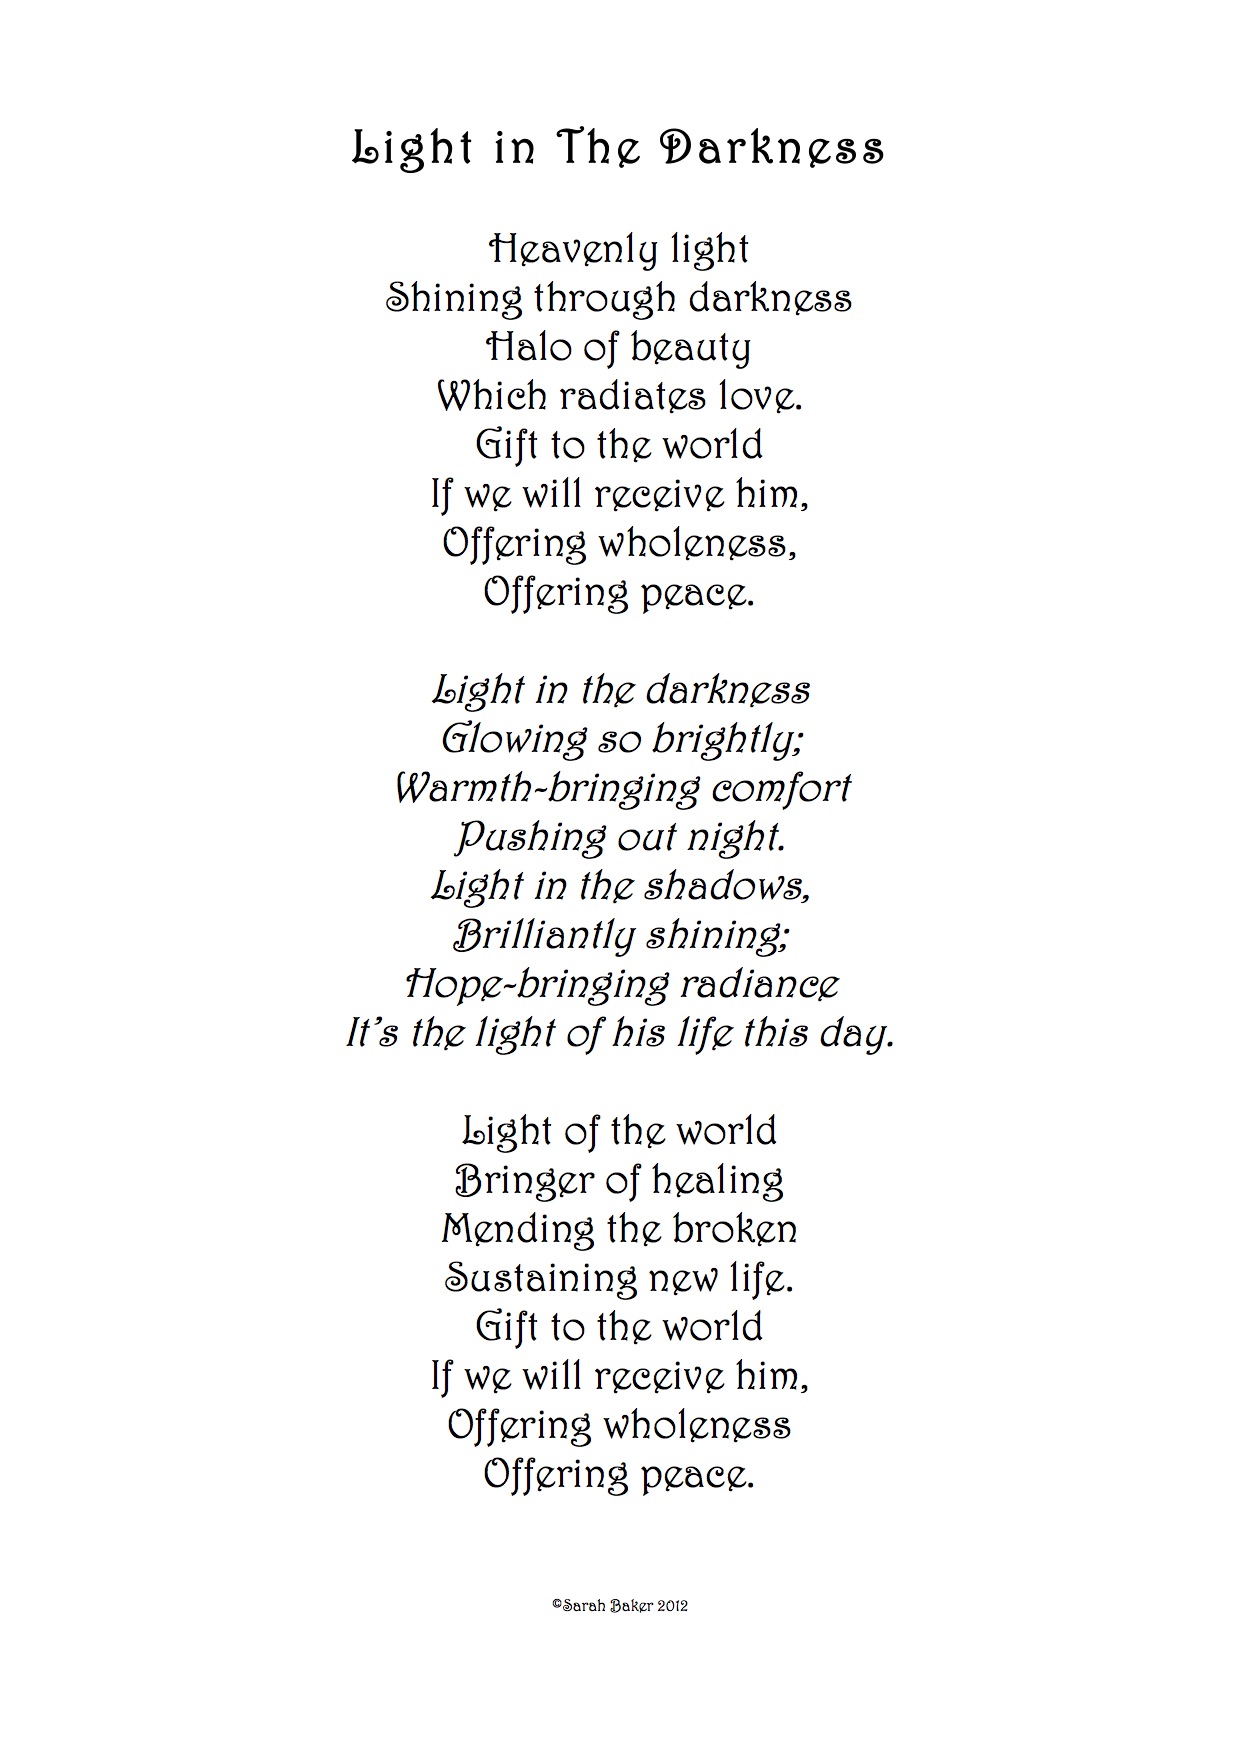 Light in The Darkness
Heavenly light
Shining through darkness
Halo of beauty
Which radiates love.
Gift to the world
If we will receive him,
Offering wholeness,
Offering peace.
Light in the darkness
Glowing so brightly;
Warmth-bringing comfort
Pushing out night.
Light in the shadows,
Brilliantly shining;
Hope-bringing radiance
It's the light of his life this day.
Light of the world
Bringer of healing
Mending the broken
Sustaining new life.
Gift to the world
If we will receive him,
Offering wholeness
Offering peace.
©Sarah Baker 2012